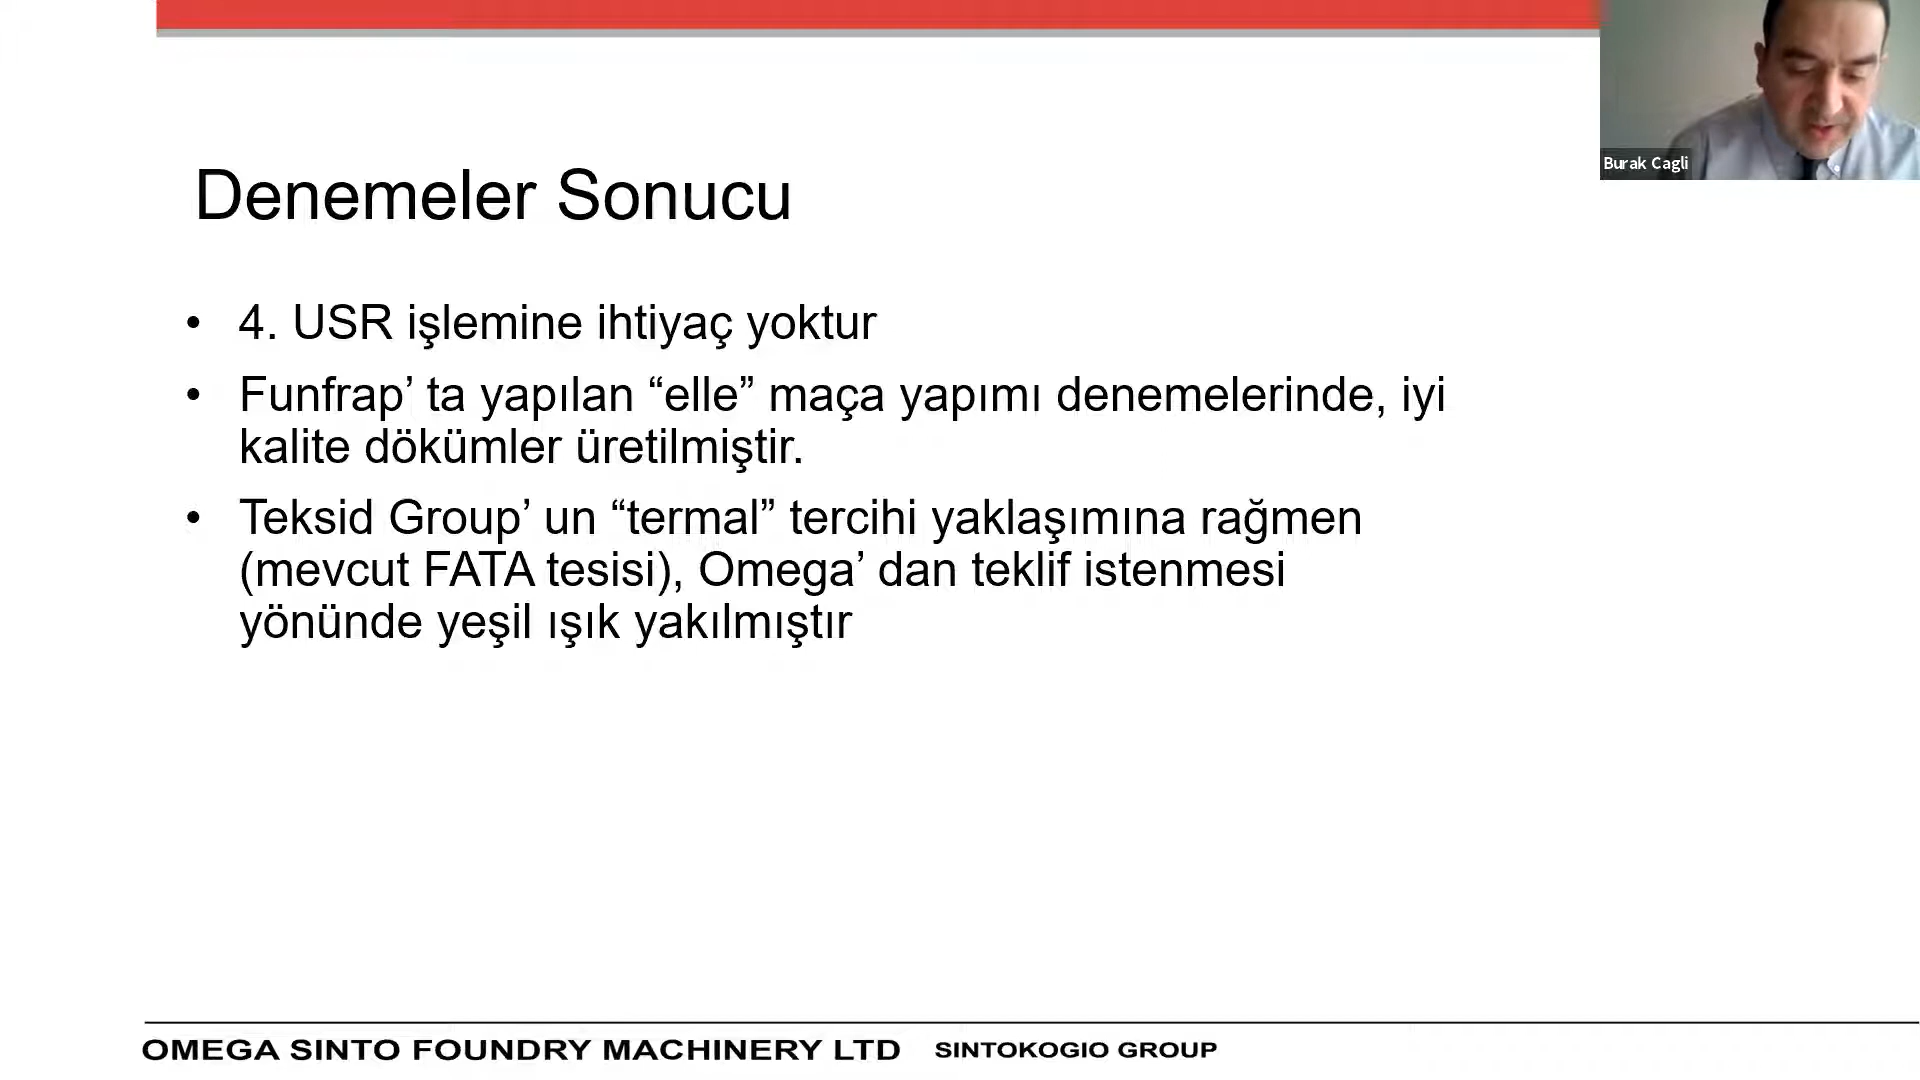 Burak Cagli
Denemeler Sonucu
• 4. USR işlemine ihtiyaç yoktur
• Funfrap’ ta yapılan “elle” maça yapımı denemelerinde, iyi
kalite dökümler üretilmiştir.
• Teksid Group’ un “termal” tercihi yaklaşımına rağmen
(mevcut FATA tesisi), Omega’ dan teklif istenmesi
yönünde yeşil ışık yakılmıştır
OMEGA SINTO FOUNDRY MACHINERY LTD SINTOKOGIO GROUP